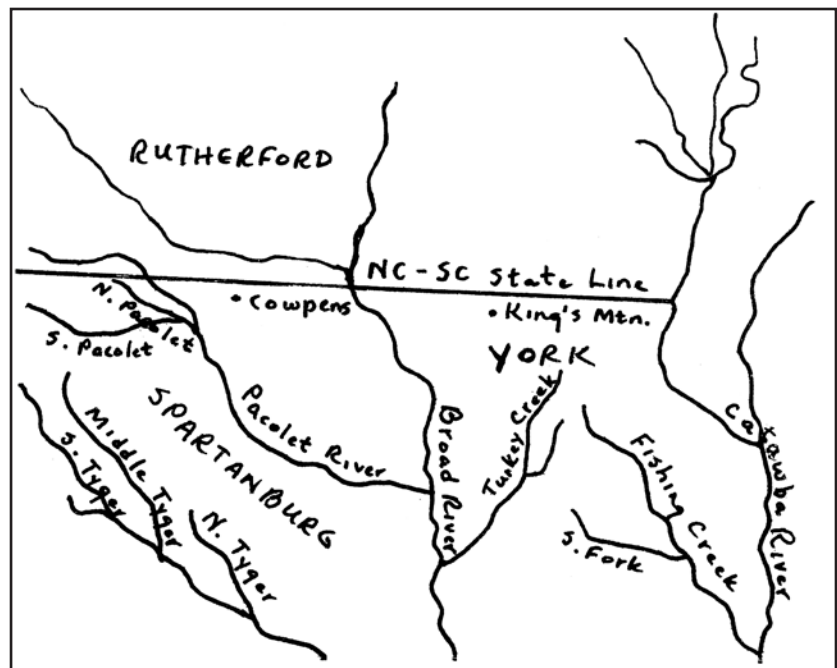 RUTHERFORD
NC-SC State Line
• Cowpens
• King's Mtn.
N. Pacolet
S. Pacolet
YORK
SPARTANBURG
Pacolet River
Broad River
Turkey Creek
Catawba River
Fishing Creek
S. Fork
Middle Tyger
S. Tyger
N. Tyger